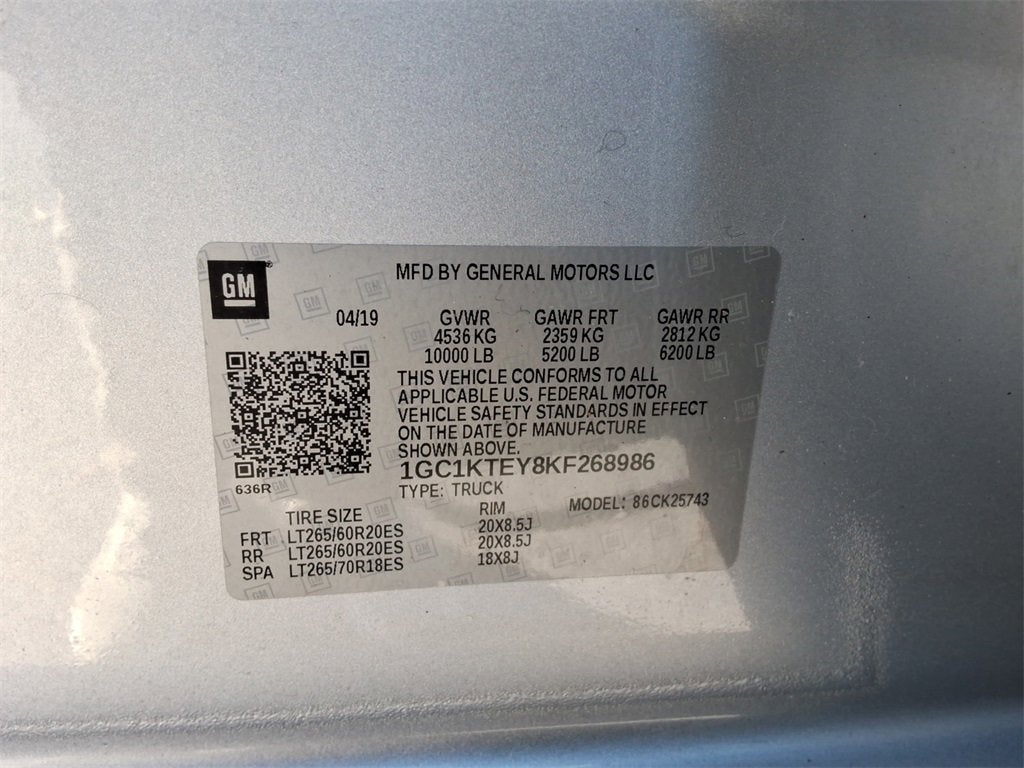 GM
MFD BY GENERAL MOTORS LLC
04/19 GVWR GAWR FRT GAWR RR
4536 KG 2359 KG 2812 KG
10000 LB 5200 LB 6200 LB
THIS VEHICLE CONFORMS TO ALL
APPLICABLE U.S. FEDERAL MOTOR
VEHICLE SAFETY STANDARDS IN EFFECT
ON THE DATE OF MANUFACTURE
SHOWN ABOVE.
1GC1KTEY8KF268986
636R
TYPE: TRUCK MODEL: 86CK25743
TIRE SIZE RIM
FRT LT265/60R20ES 20X8.5J
RR LT265/60R20ES 20X8.5J
SPA LT265/70R18ES 18X8J